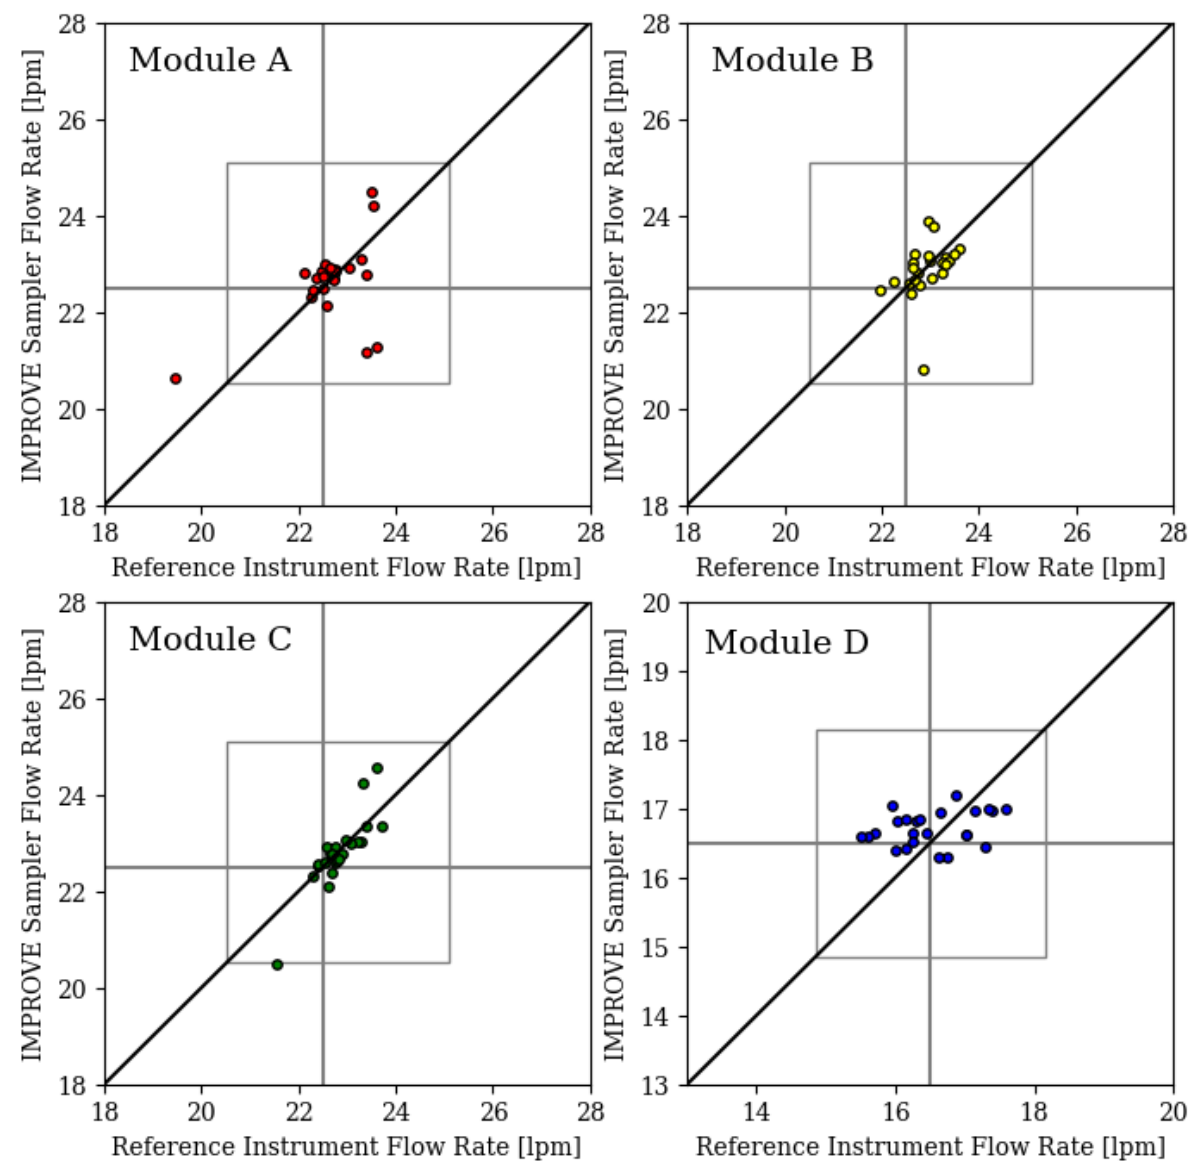 Module A
28
26
24
22
20
18
18 20 22 24 26 28
IMPROVE Sampler Flow Rate [lpm]
Reference Instrument Flow Rate [lpm]
Module B
28
26
24
22
20
18
18 20 22 24 26 28
IMPROVE Sampler Flow Rate [lpm]
Reference Instrument Flow Rate [lpm]
Module C
28
26
24
22
20
18
18 20 22 24 26 28
IMPROVE Sampler Flow Rate [lpm]
Reference Instrument Flow Rate [lpm]
Module D
20
19
18
17
16
15
14
13
14 16 18 20
IMPROVE Sampler Flow Rate [lpm]
Reference Instrument Flow Rate [lpm]